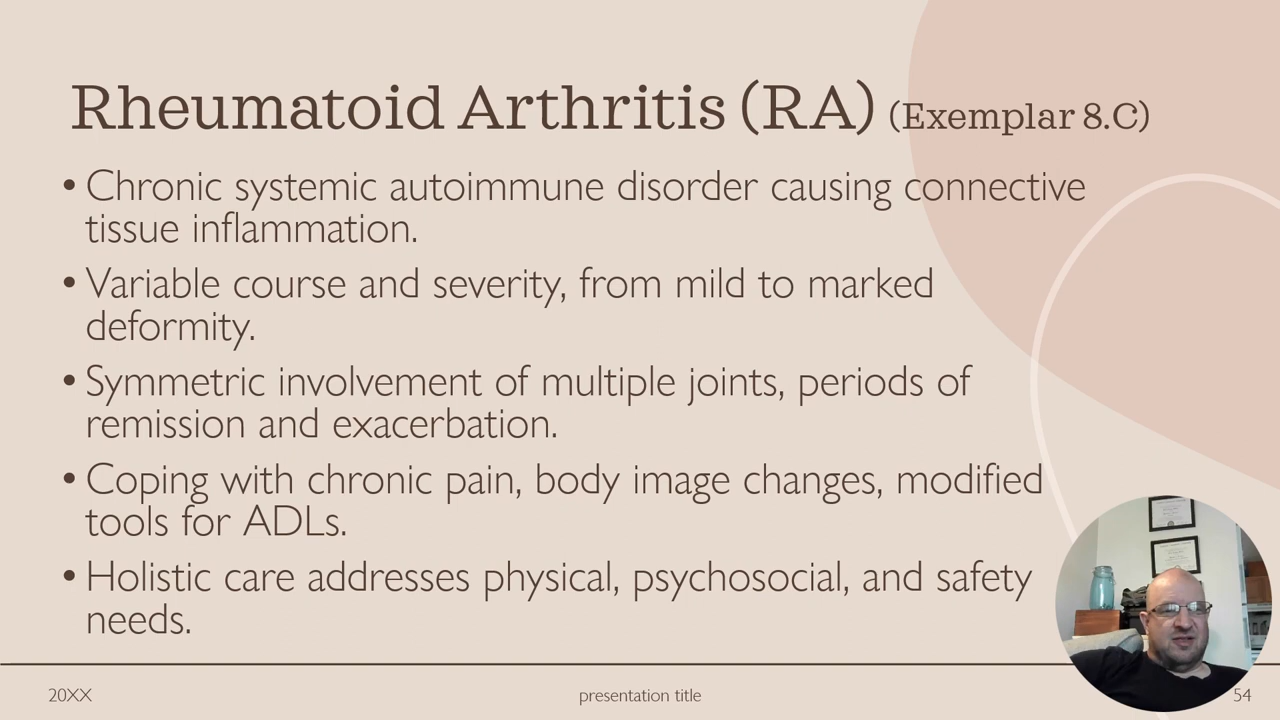 Rheumatoid Arthritis (RA) (Exemplar 8.C)
• Chronic systemic autoimmune disorder causing connective
tissue inflammation.
• Variable course and severity, from mild to marked
deformity.
• Symmetric involvement of multiple joints, periods of
remission and exacerbation.
• Coping with chronic pain, body image changes, modified
tools for ADLs.
• Holistic care addresses physical, psychosocial, and safety
needs.
20XX
presentation title
54